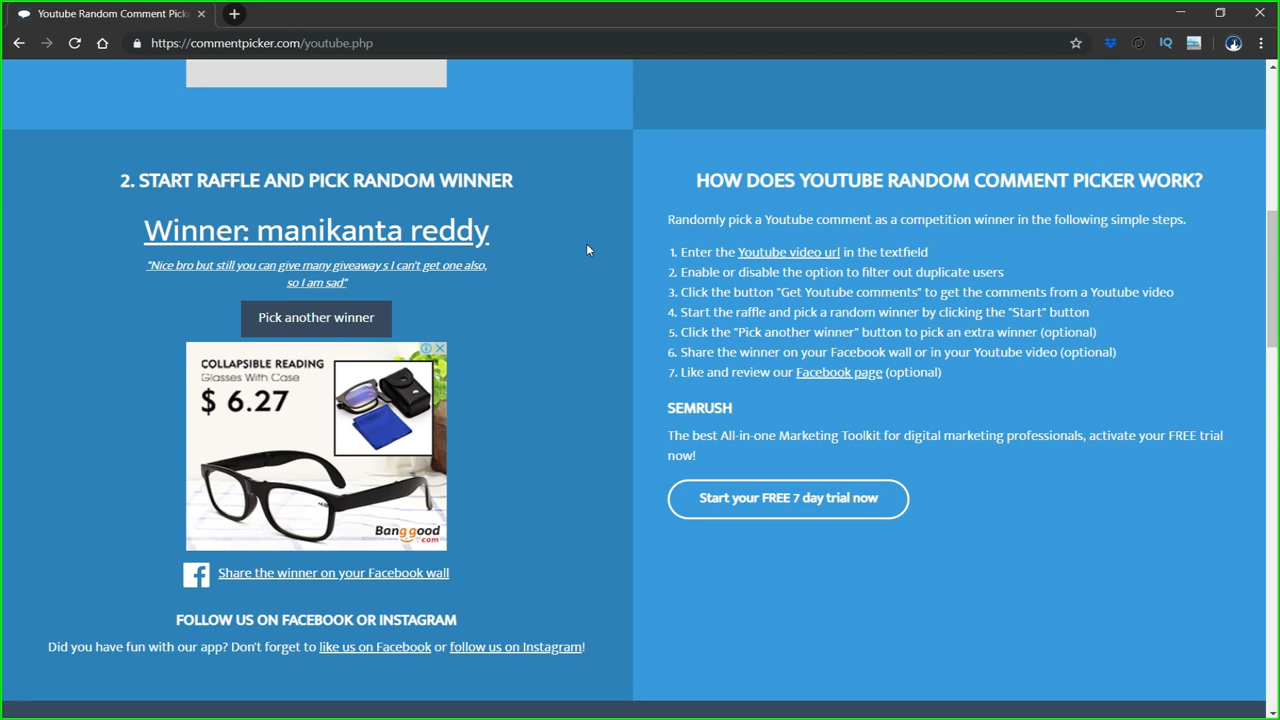 Youtube Random Comment Pick
https://commentpicker.com/youtube.php
IQ
2. START RAFFLE AND PICK RANDOM WINNER
Winner: manikanta reddy
"Nice bro but still you can give many giveaway s I can't get one also,
so I am sad"
Pick another winner
COLLAPSIBLE READING
Glasses With Case
$ 6.27
Banggood
.com
Share the winner on your Facebook wall
FOLLOW US ON FACEBOOK OR INSTAGRAM
Did you have fun with our app? Don't forget to like us on Facebook or follow us on Instagram!
HOW DOES YOUTUBE RANDOM COMMENT PICKER WORK?
Randomly pick a Youtube comment as a competition winner in the following simple steps.
1. Enter the Youtube video url in the textfield
2. Enable or disable the option to filter out duplicate users
3. Click the button "Get Youtube comments" to get the comments from a Youtube video
4. Start the raffle and pick a random winner by clicking the "Start" button
5. Click the "Pick another winner" button to pick an extra winner (optional)
6. Share the winner on your Facebook wall or in your Youtube video (optional)
7. Like and review our Facebook page (optional)
SEMRUSH
The best All-in-one Marketing Toolkit for digital marketing professionals, activate your FREE trial
now!
Start your FREE 7 day trial now